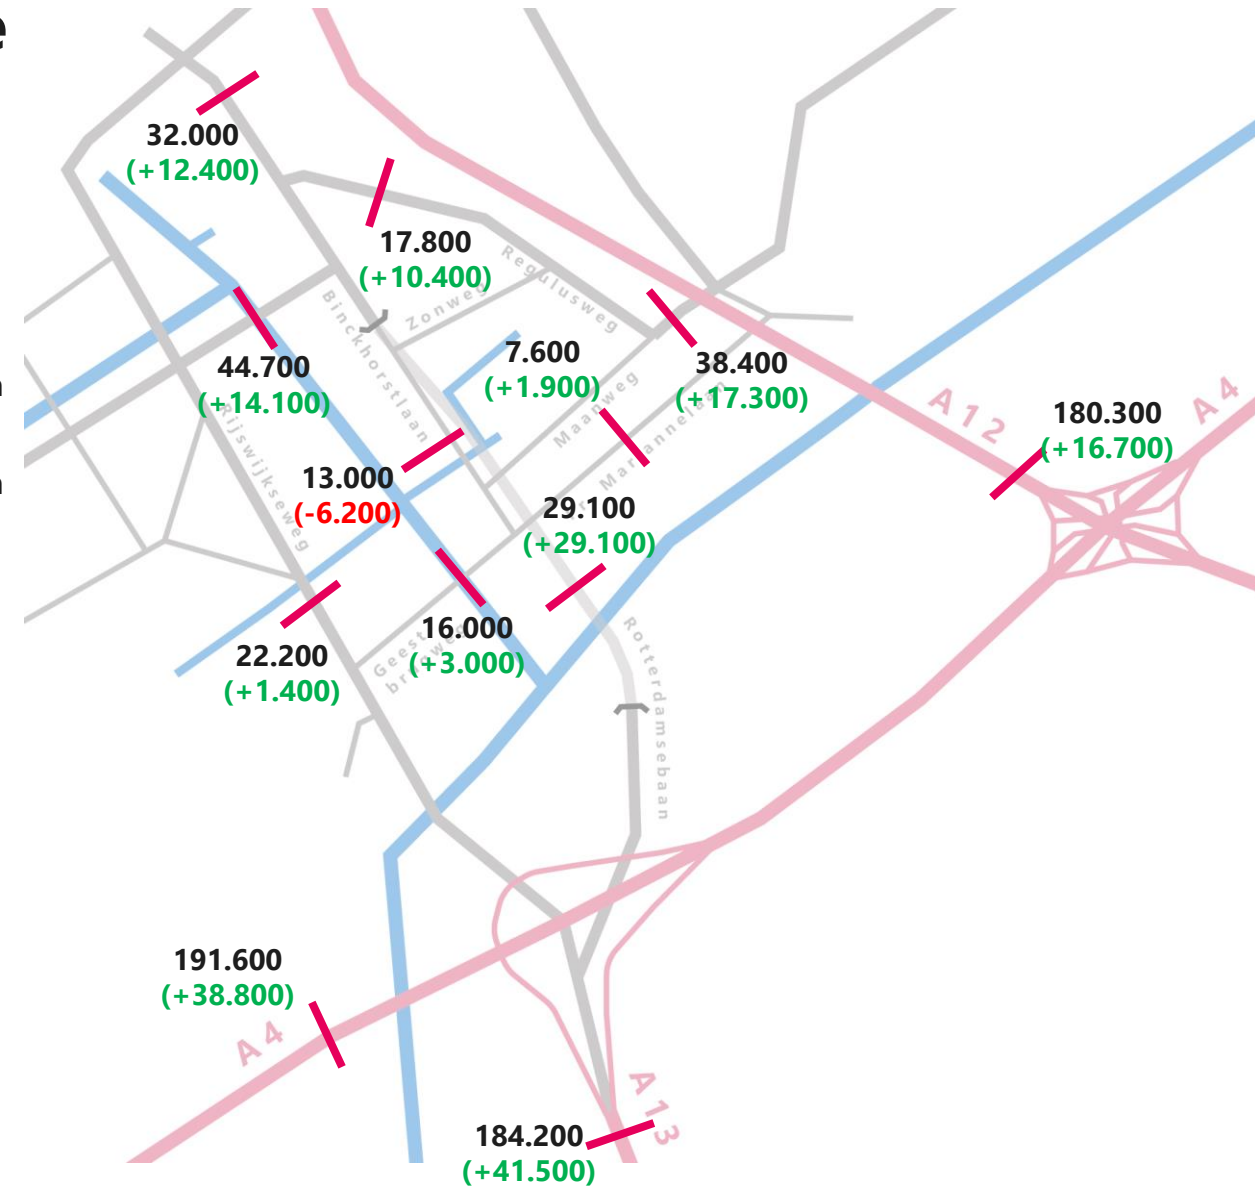 e
32.000
(+12.400)
17.800
(+10.400)
Regulusweg
Zonweg
Binckhorstlaan
44.700
(+14.100)
7.600
(+1.900)
38.400
(+17.300)
Maanweg
A12
A4
180.300
(+16.700)
n
Rijswijkseweg
13.000
(-6.200)
n
29.100
(+29.100)
16.000
(+3.000)
22.200
(+1.400)
Rotterdamsebaan
191.600
(+38.800)
A4
A13
184.200
(+41.500)